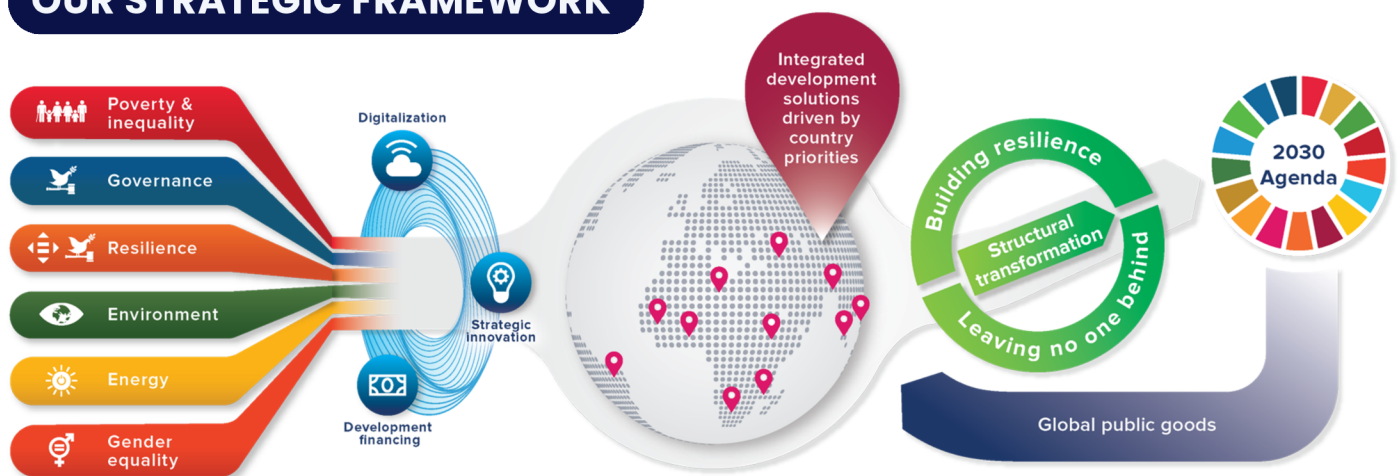 OUR STRATEGIC FRAMEWORK
Poverty &
inequality
Governance
Resilience
Environment
Energy
Gender
equality
Digitalization
Strategic
innovation
Development
financing
Integrated
development
solutions
driven by
country
priorities
Building resilience
Structural
transformation
Leaving no one behind
2030
Agenda
Global public goods